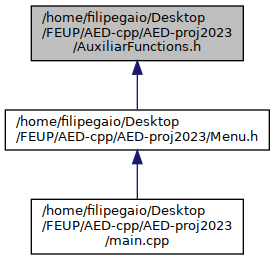 /home/filipegaio/Desktop
/FEUP/AED-cpp/AED-proj2023
/AuxiliarFunctions.h
/home/filipegaio/Desktop
/FEUP/AED-cpp/AED-proj2023/Menu.h
/home/filipegaio/Desktop
/FEUP/AED-cpp/AED-proj2023
/main.cpp